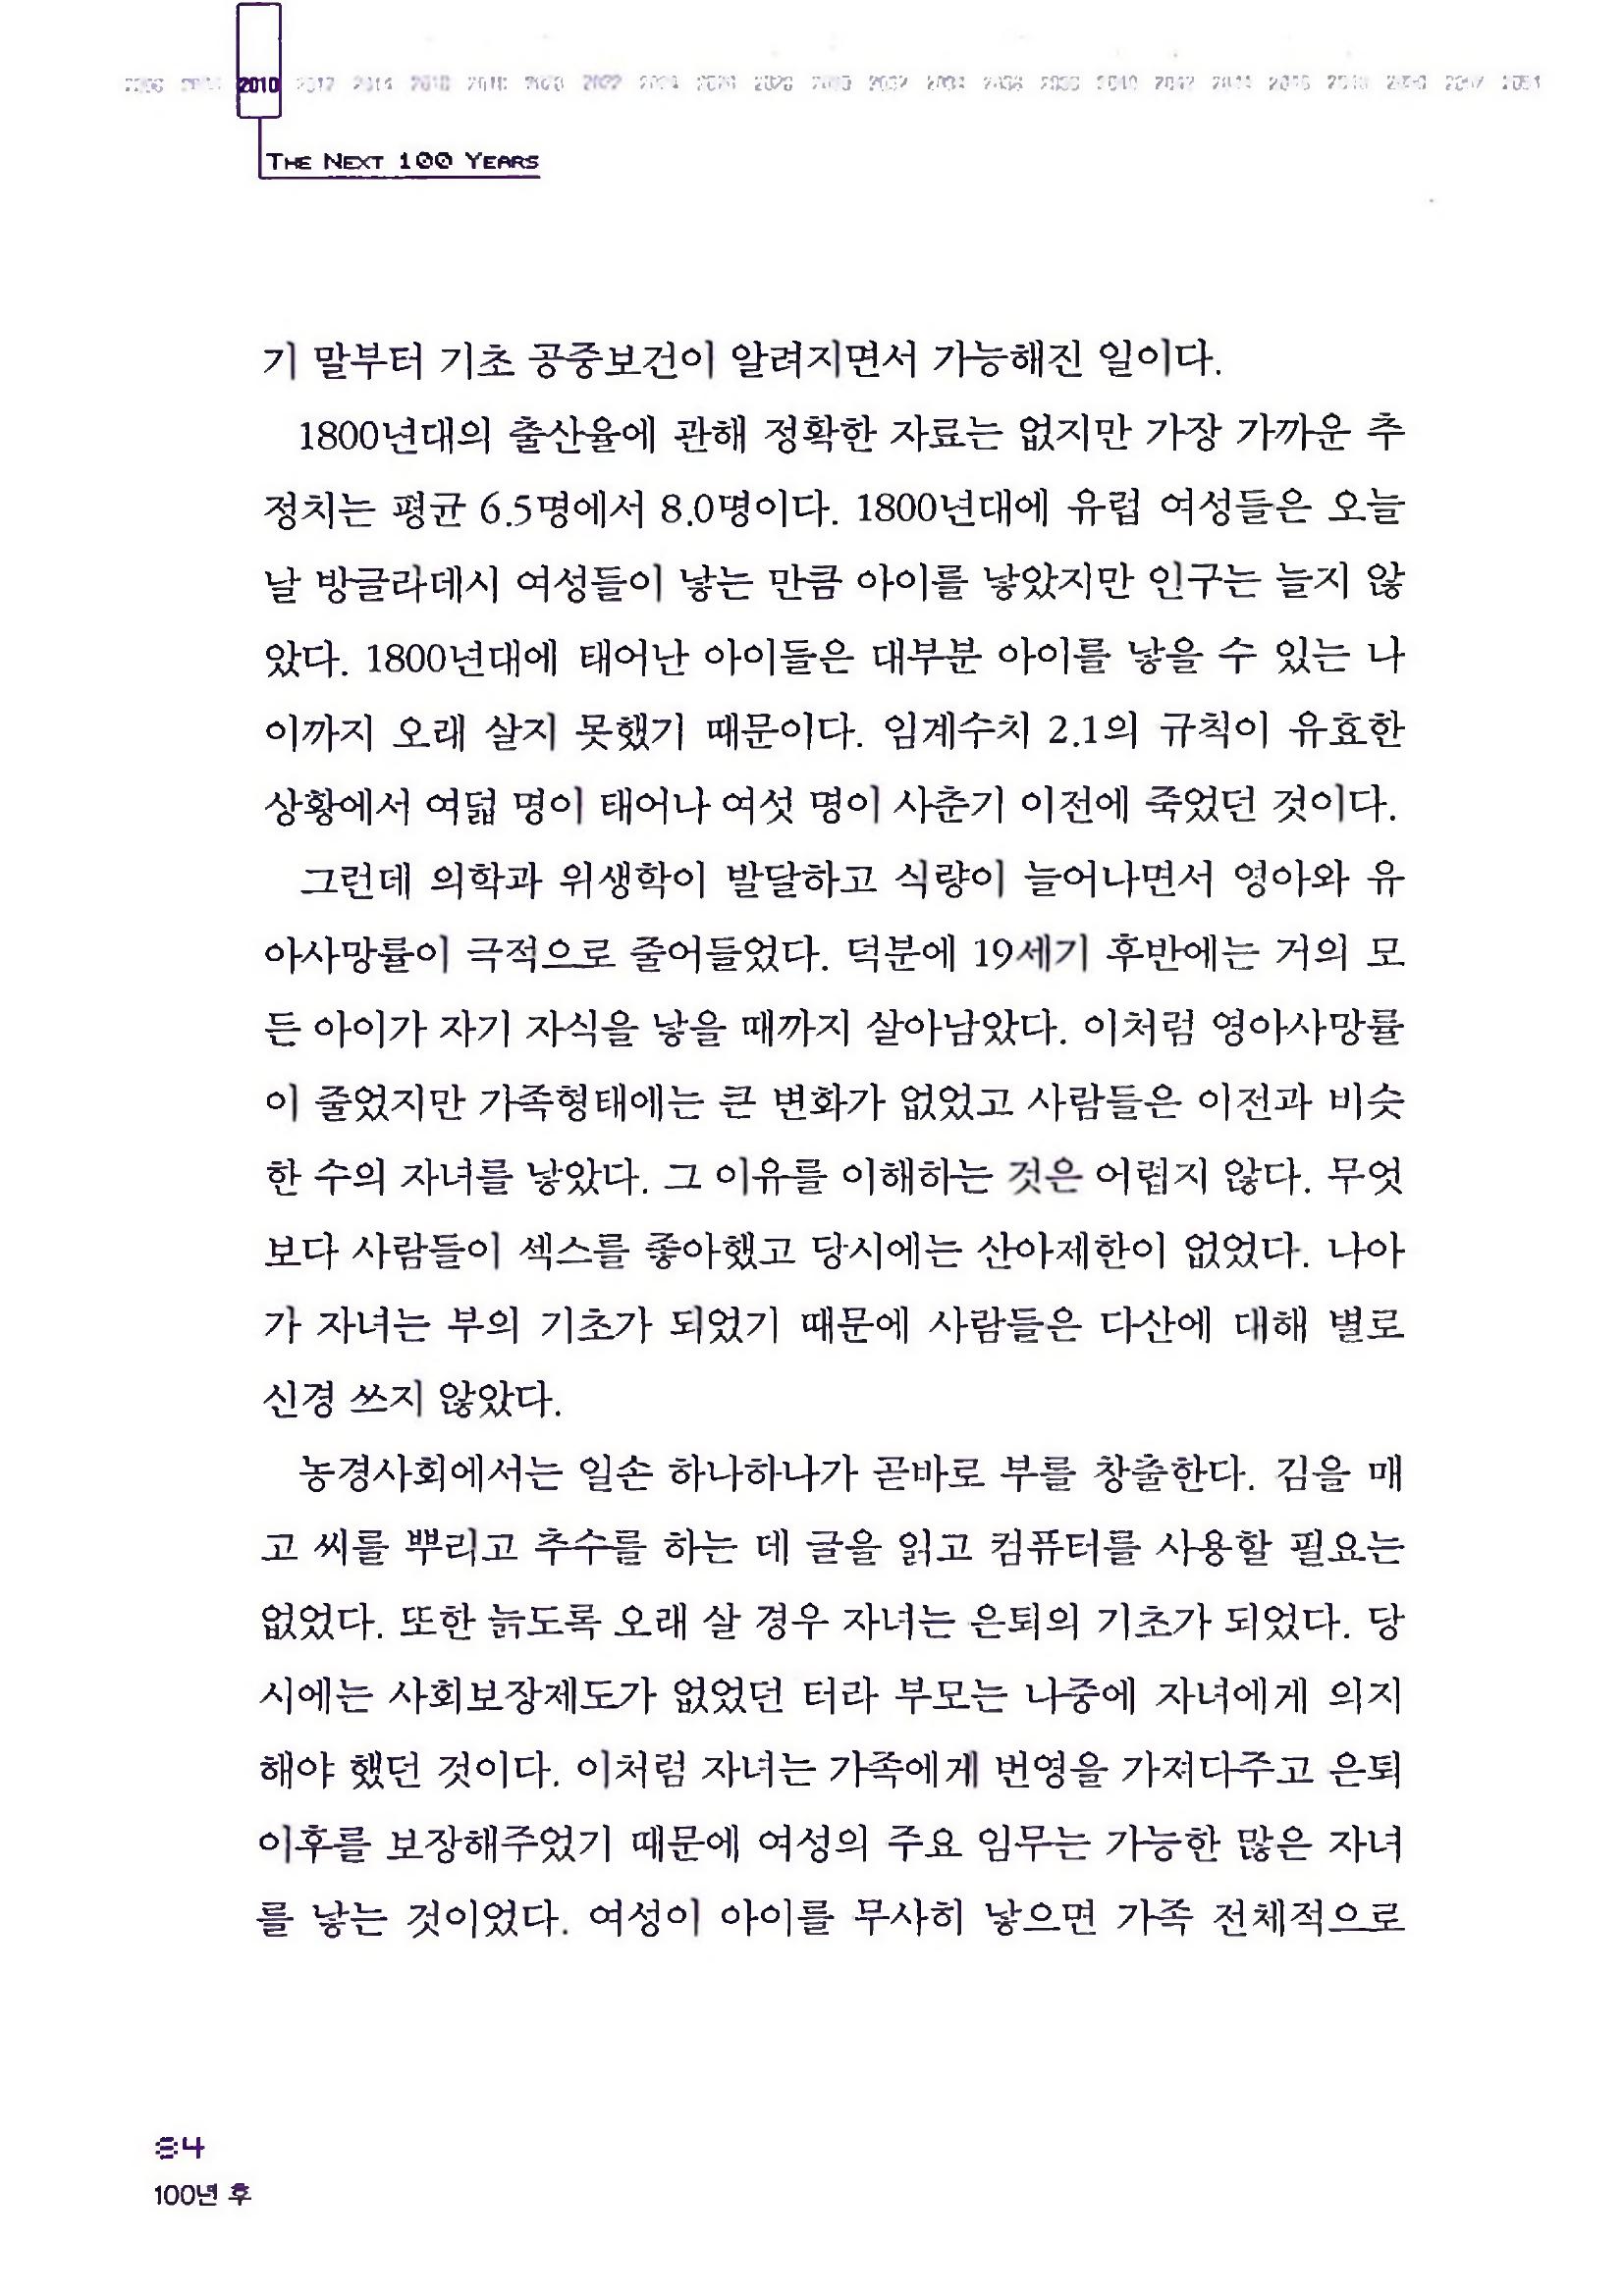 2010
THE NEXT 100 YEARS
기 말부터 기초 공중보건이 알려지면서 가능해진 일이다.
1800년대의 출산율에 관해 정확한 자료는 없지만 가장 가까운 추
정치는 평균 6.5명에서 8.0명이다. 1800년대에 유럽 여성들은 오늘
날 방글라데시 여성들이 낳는 만큼 아이를 낳았지만 인구는 늘지 않
았다. 1800년대에 태어난 아이들은 대부분 아이를 낳을 수 있는 나
이까지 오래 살지 못했기 때문이다. 임계수치 2.1의 규칙이 유효한
상황에서 여덟 명이 태어나 여섯 명이 사춘기 이전에 죽었던 것이다.
그런데 의학과 위생학이 발달하고 식량이 늘어나면서 영아와 유
아사망률이 극적으로 줄어들었다. 덕분에 19세기 후반에는 거의 모
든 아이가 자기 자식을 낳을 때까지 살아남았다. 이처럼 영아사망률
이 줄었지만 가족형태에는 큰 변화가 없었고 사람들은 이전과 비슷
한 수의 자녀를 낳았다. 그 이유를 이해하는 것은 어렵지 않다. 무엇
보다 사람들이 섹스를 좋아했고 당시에는 산아제한이 없었다. 나아
가 자녀는 부의 기초가 되었기 때문에 사람들은 다산에 대해 별로
신경 쓰지 않았다.
농경사회에서는 일손 하나하나가 곧바로 부를 창출한다. 김을 매
고 씨를 뿌리고 추수를 하는 데 글을 읽고 컴퓨터를 사용할 필요는
없었다. 또한 늙도록 오래 살 경우 자녀는 은퇴의 기초가 되었다. 당
시에는 사회보장제도가 없었던 터라 부모는 나중에 자녀에게 의지
해야 했던 것이다. 이처럼 자녀는 가족에게 번영을 가져다주고 은퇴
이후를 보장해주었기 때문에 여성의 주요 임무는 가능한 많은 자녀
를 낳는 것이었다. 여성이 아이를 무사히 낳으면 가족 전체적으로
84
100년 후